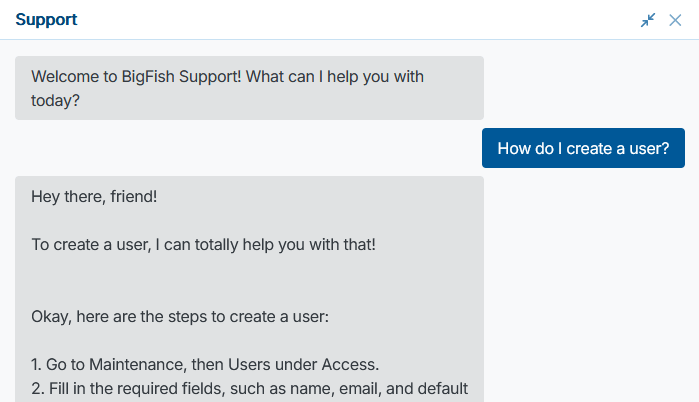 Support
Welcome to BigFish Support! What can I help you with
today?
How do I create a user?
Hey there, friend!
To create a user, I can totally help you with that!
Okay, here are the steps to create a user:
1. Go to Maintenance, then Users under Access.
2. Fill in the required fields, such as name, email, and default